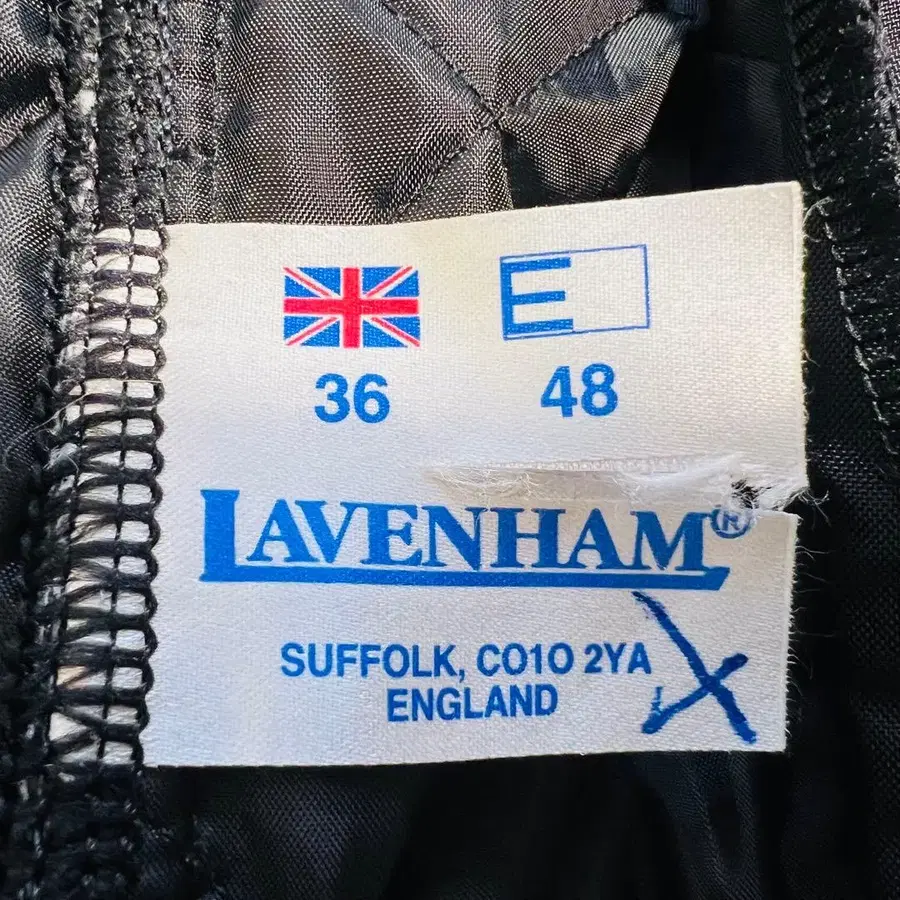 E
36 48
LAVENHAM®
SUFFOLK, CO10 2YA
ENGLAND